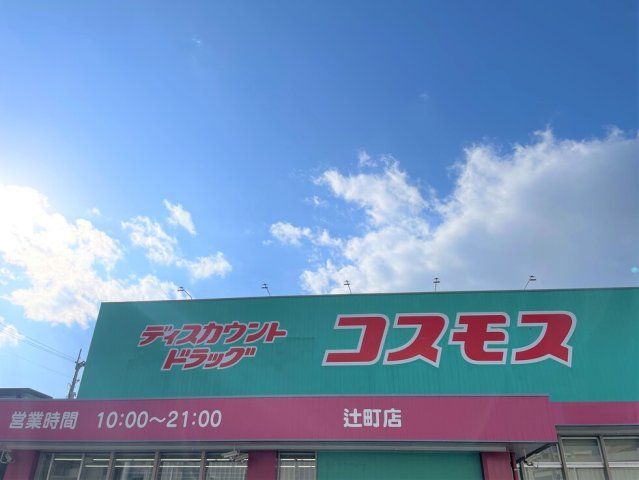 ディスカウント
ドラッグ
コスモス
営業時間 10:00～21:00
辻町店